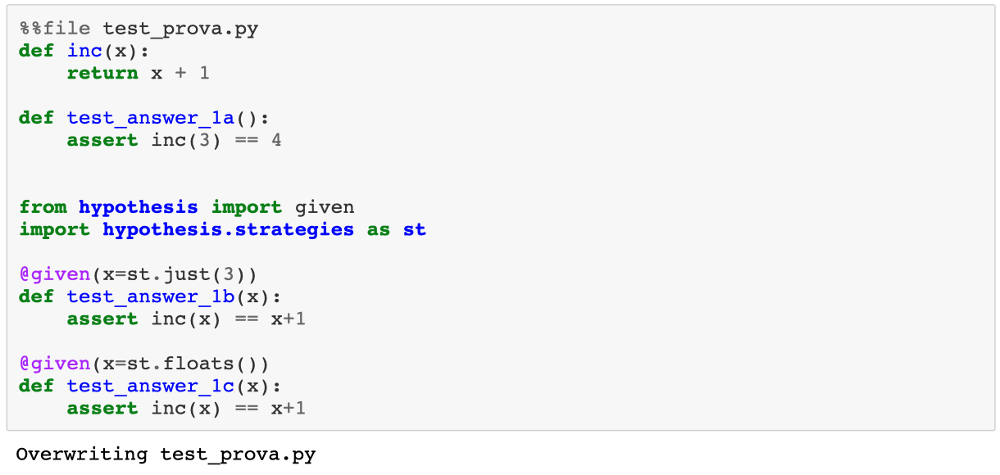 %%file test_prova.py
def inc(x):
    return x + 1
def test_answer_1a():
    assert inc(3) == 4
from hypothesis import given
import hypothesis.strategies as st
@given(x=st.just(3))
def test_answer_1b(x):
    assert inc(x) == x+1
@given(x=st.floats())
def test_answer_1c(x):
    assert inc(x) == x+1
Overwriting test_prova.py